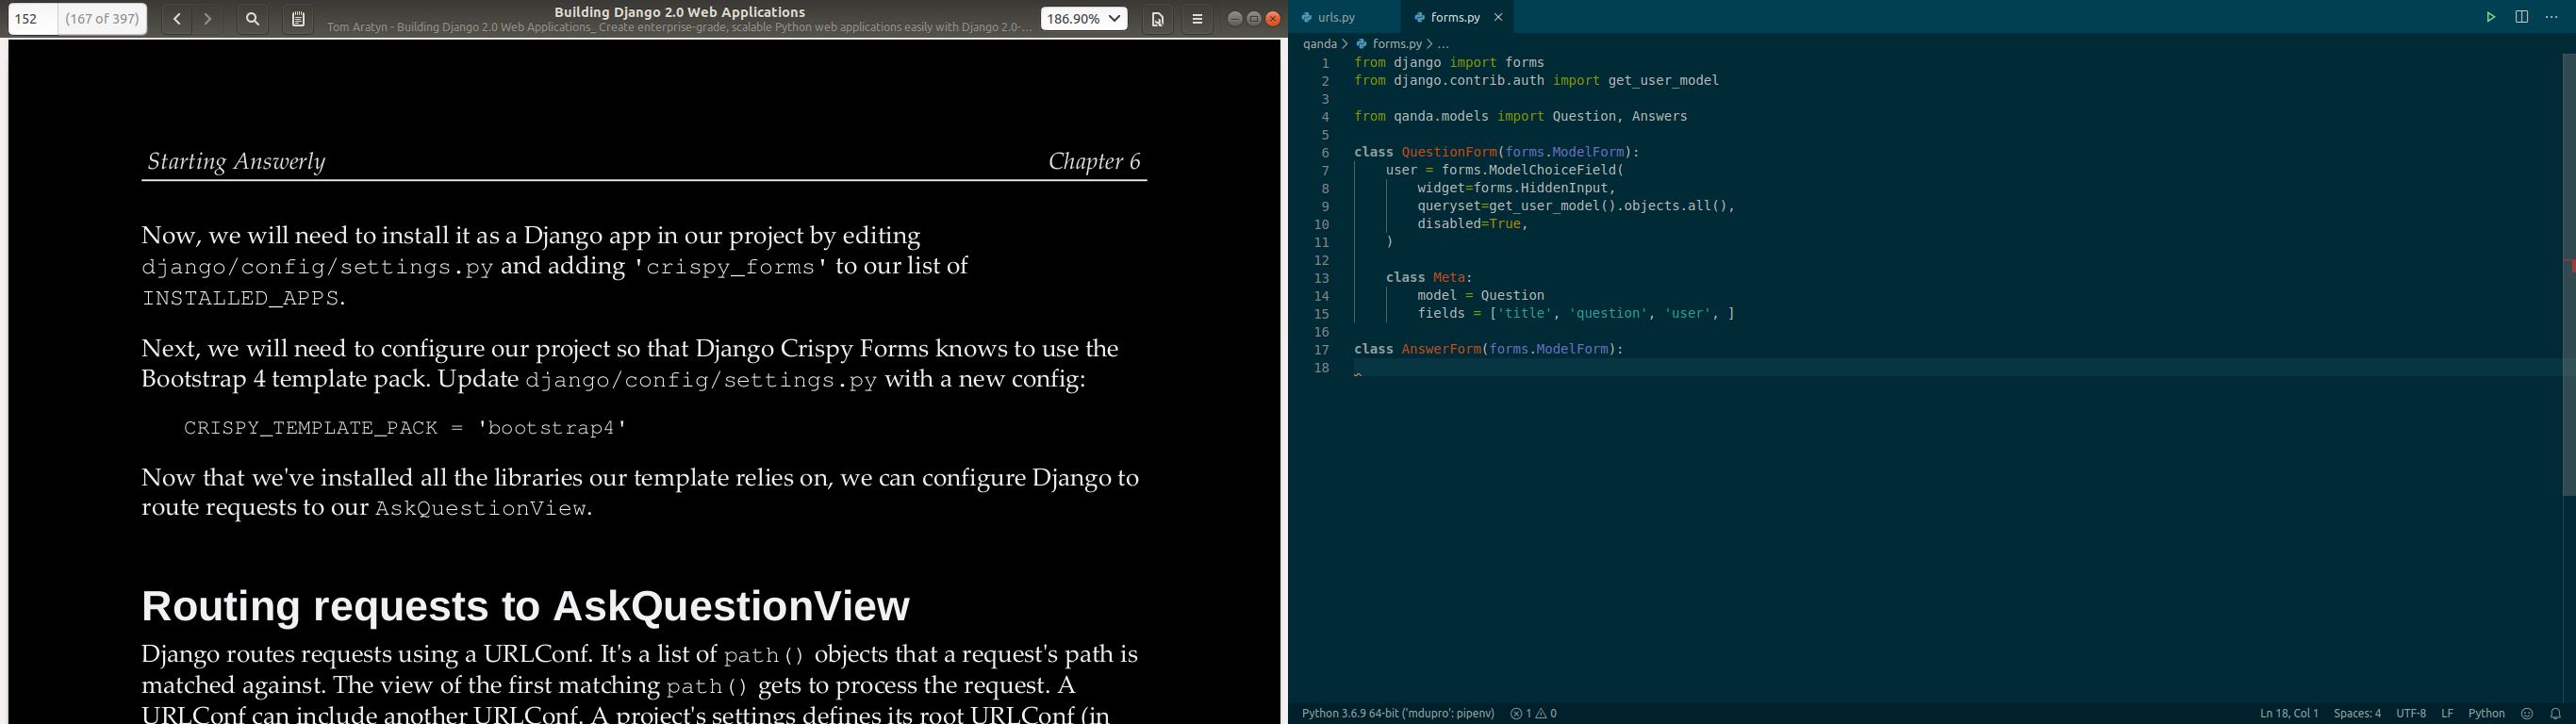 152 (167 of 397)
Building Django 2.0 Web Applications
Tom Aratyn - Building Django 2.0 Web Applications_ Create enterprise-grade, scalable Python web applications easily with Django 2.0-...
186.90%
Starting Answerly Chapter 6
Now, we will need to install it as a Django app in our project by editing
django/config/settings.py and adding 'crispy_forms' to our list of
INSTALLED_APPS.
Next, we will need to configure our project so that Django Crispy Forms knows to use the
Bootstrap 4 template pack. Update django/config/settings.py with a new config:
CRISPY_TEMPLATE_PACK = 'bootstrap4'
Now that we've installed all the libraries our template relies on, we can configure Django to
route requests to our AskQuestionView.
Routing requests to AskQuestionView
Django routes requests using a URLConf. It's a list of path() objects that a request's path is
matched against. The view of the first matching path() gets to process the request. A
URLConf can include another URLConf. A project's settings defines its root URLConf (in
urls.py forms.py
qanda > forms.py > ...
1 from django import forms
2 from django.contrib.auth import get_user_model
3
4 from qanda.models import Question, Answers
5
6 class QuestionForm(forms.ModelForm):
7 user = forms.ModelChoiceField(
8 widget=forms.HiddenInput,
9 queryset=get_user_model().objects.all(),
10 disabled=True,
11 )
12
13 class Meta:
14 model = Question
15 fields = ['title', 'question', 'user', ]
16
17 class AnswerForm(forms.ModelForm):
18
Python 3.6.9 64-bit ('mdupro': pipenv) 1 0 Ln 18, Col 1 Spaces: 4 UTF-8 LF Python